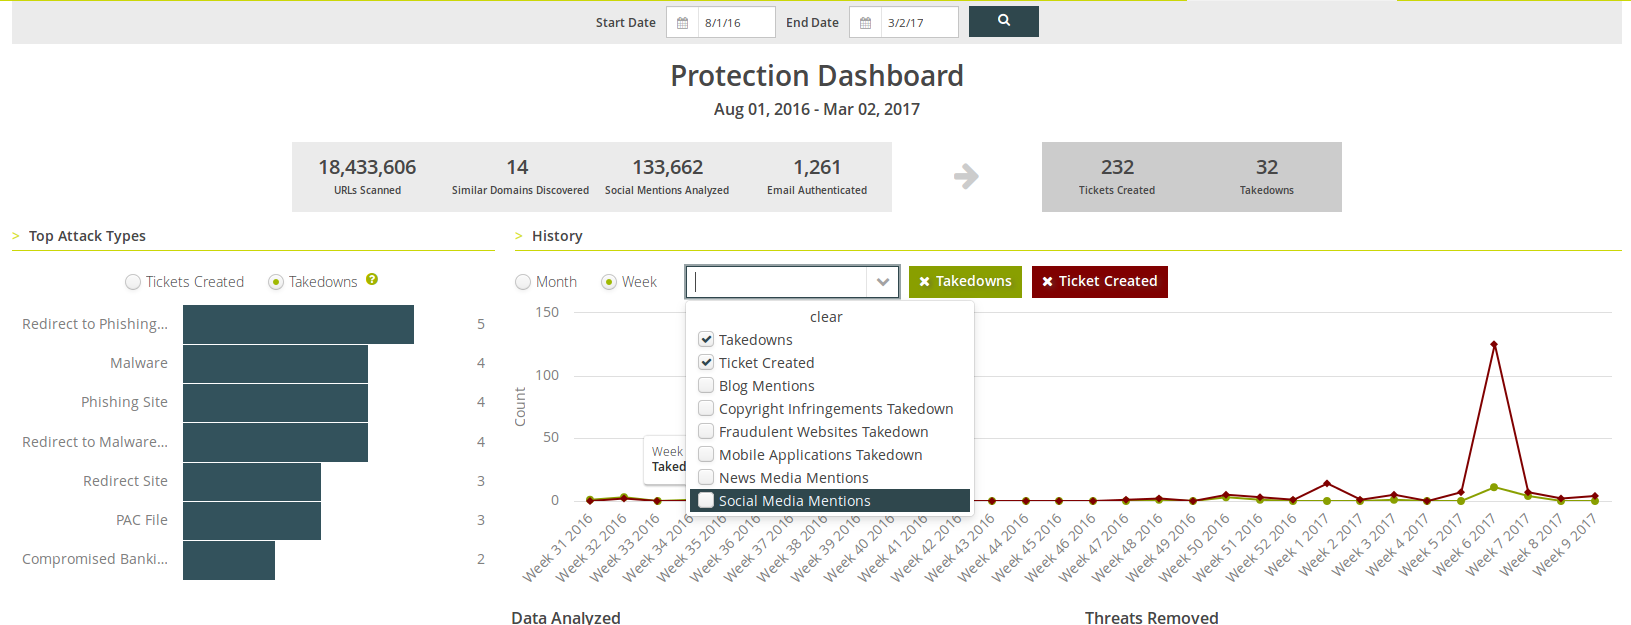 Start Date 8/1/16 End Date 3/2/17
Protection Dashboard
Aug 01, 2016 - Mar 02, 2017
18,433,606 14 133,662 1,261 232 32
URLs Scanned Similar Domains Discovered Social Mentions Analyzed Email Authenticated Tickets Created Takedowns
> Top Attack Types
Tickets Created Takedowns ?
Redirect to Phishing... 5
Malware 4
Phishing Site 4
Redirect to Malware... 4
Redirect Site 3
PAC File 3
Compromised Banki... 2
> History
Month Week Takedowns Ticket Created
clear
Takedowns
Ticket Created
Blog Mentions
Copyright Infringements Takedown
Fraudulent Websites Takedown
Mobile Applications Takedown
News Media Mentions
Social Media Mentions
Week
Taked
Count
150
100
50
0
Week 31 2016
Week 32 2016
Week 33 2016
Week 34 2016
Week 35 2016
Week 36 2016
Week 37 2016
Week 38 2016
Week 39 2016
Week 40 2016
Week 41 2016
Week 42 2016
Week 43 2016
Week 44 2016
Week 45 2016
Week 46 2016
Week 47 2016
Week 48 2016
Week 49 2016
Week 50 2016
Week 51 2016
Week 52 2016
Week 1 2017
Week 2 2017
Week 3 2017
Week 4 2017
Week 5 2017
Week 6 2017
Week 7 2017
Week 8 2017
Week 9 2017
Data Analyzed
Threats Removed